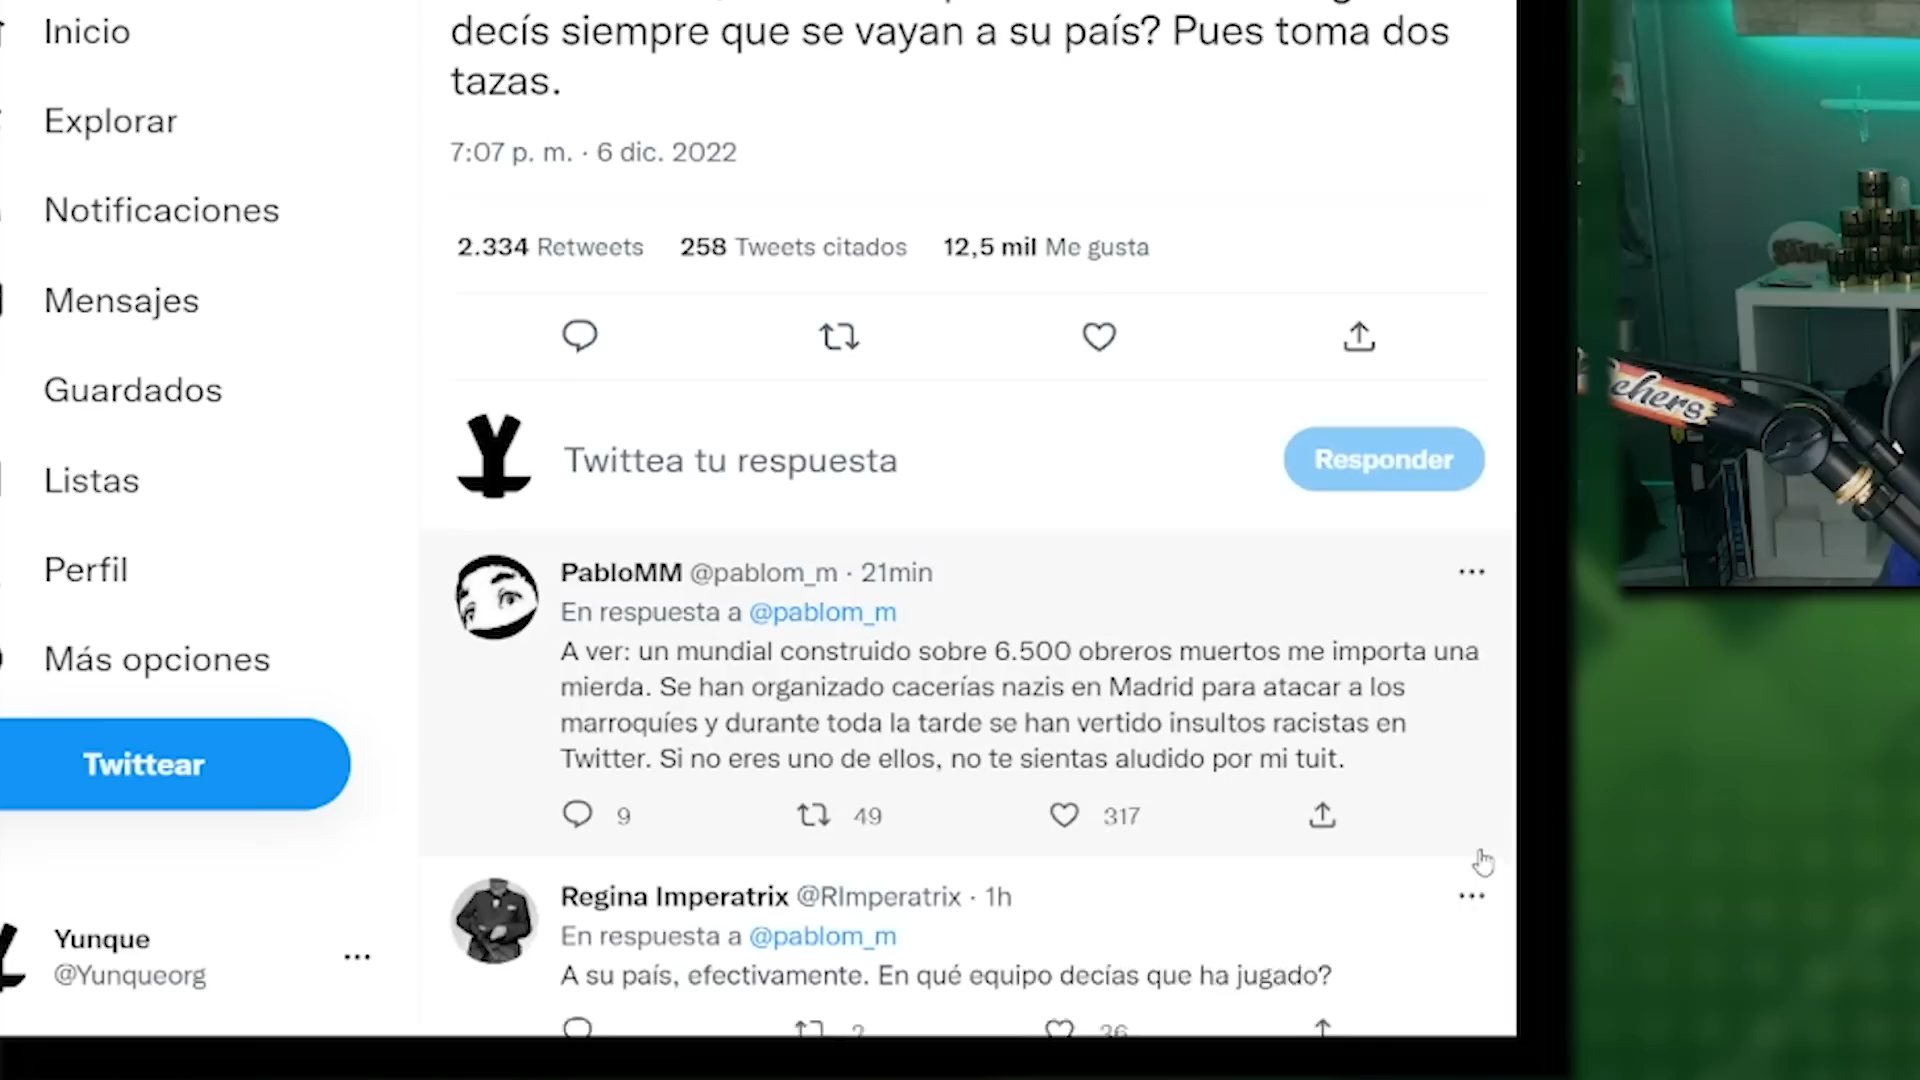 Inicio
Explorar
Notificaciones
Mensajes
Guardados
Listas
Perfil
Más opciones
Twittear
Yunque
@Yunqueorg
decís siempre que se vayan a su país? Pues toma dos
tazas.
7:07 p. m. · 6 dic. 2022
2.334 Retweets 258 Tweets citados 12,5 mil Me gusta
Twittea tu respuesta
Responder
PabloMM @pablom_m · 21min
En respuesta a @pablom_m
A ver: un mundial construido sobre 6.500 obreros muertos me importa una
mierda. Se han organizado cacerías nazis en Madrid para atacar a los
marroquíes y durante toda la tarde se han vertido insultos racistas en
Twitter. Si no eres uno de ellos, no te sientas aludido por mi tuit.
9 49 317
Regina Imperatrix @RImperatrix · 1h
En respuesta a @pablom_m
A su país, efectivamente. En qué equipo decías que ha jugado?
2 36
chers